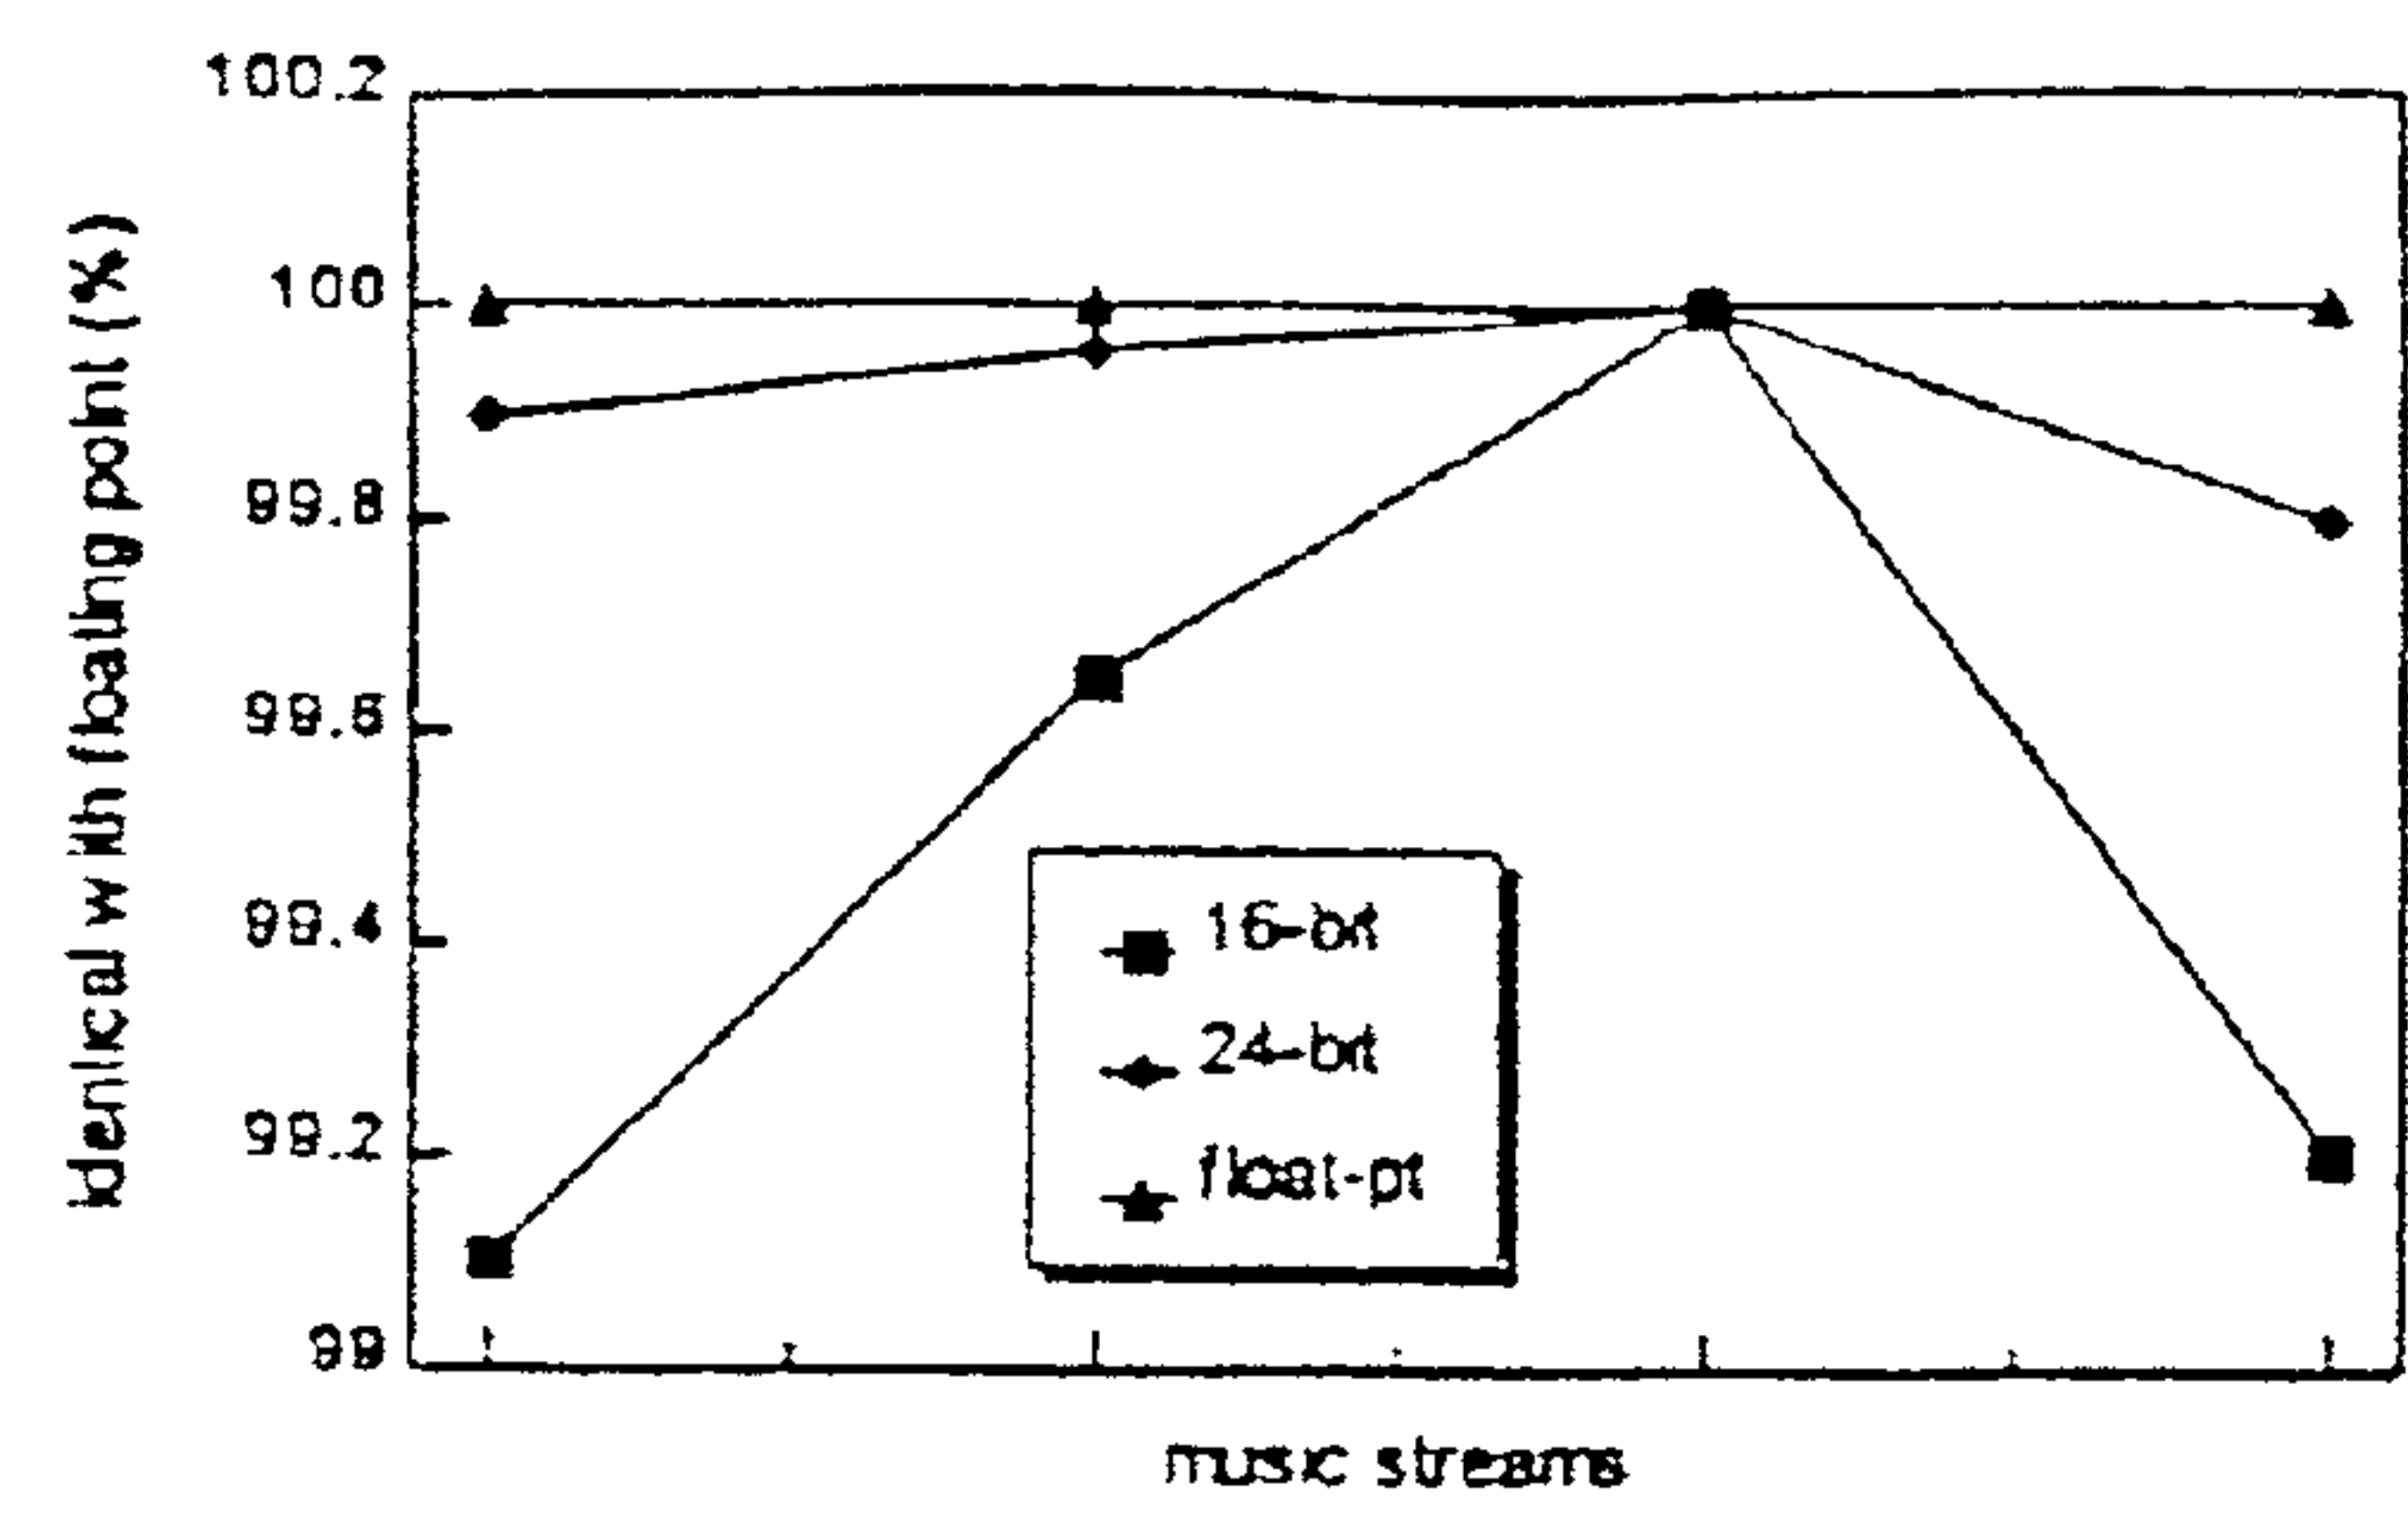 100.2
100
99.8
99.6
99.4
99.2
99
Identical with floating point (%)
16-bit
24-bit
float-pt
music streams